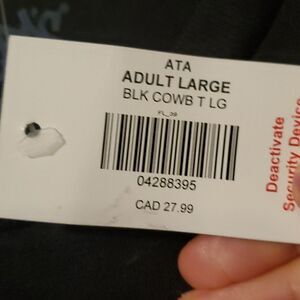 ATA
ADULT LARGE
BLK COWB T LG
04288395
CAD 27.99
Deactivate
Security Device